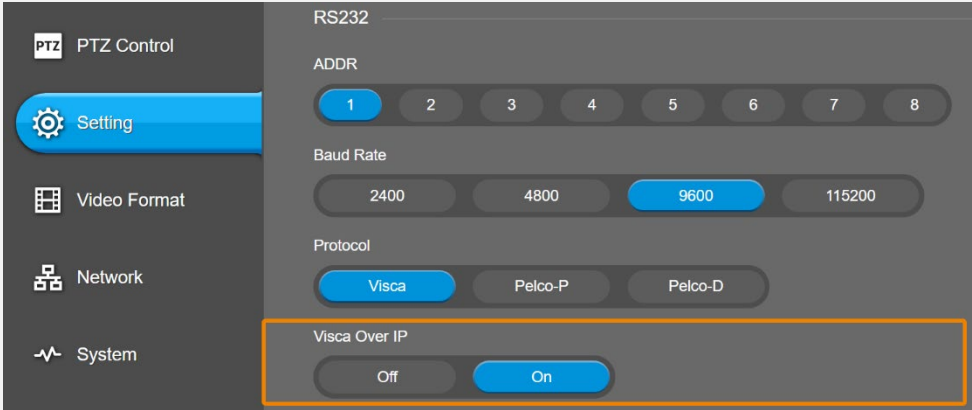 PTZ PTZ Control
Setting
Video Format
Network
System
RS232
ADDR
1 2 3 4 5 6 7 8
Baud Rate
2400 4800 9600 115200
Protocol
Visca Pelco-P Pelco-D
Visca Over IP
Off On